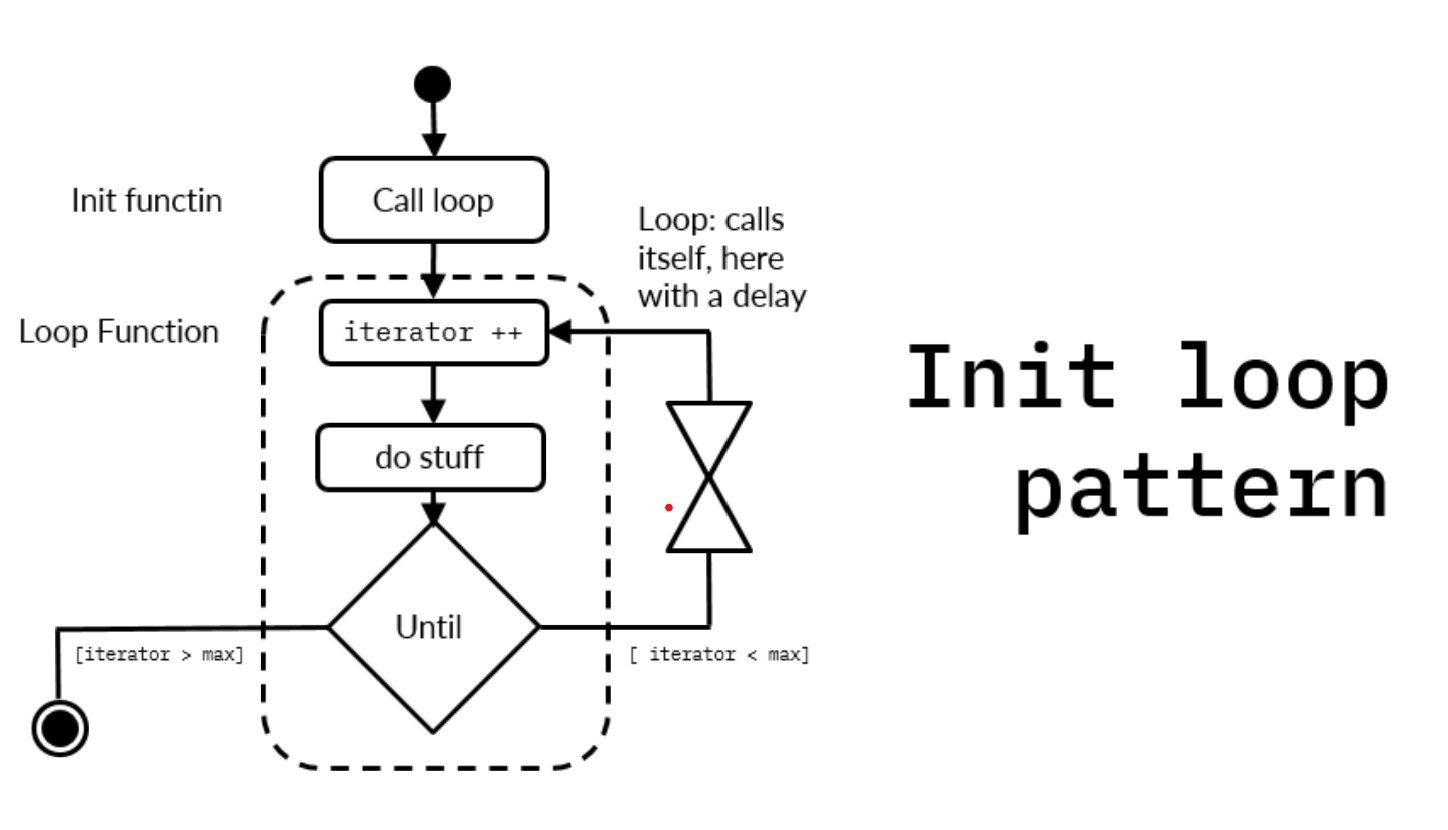 Init functin
Call loop
Loop: calls
itself, here
with a delay
Loop Function
iterator ++
do stuff
Until
[iterator > max]
[ iterator < max]
Init loop
pattern